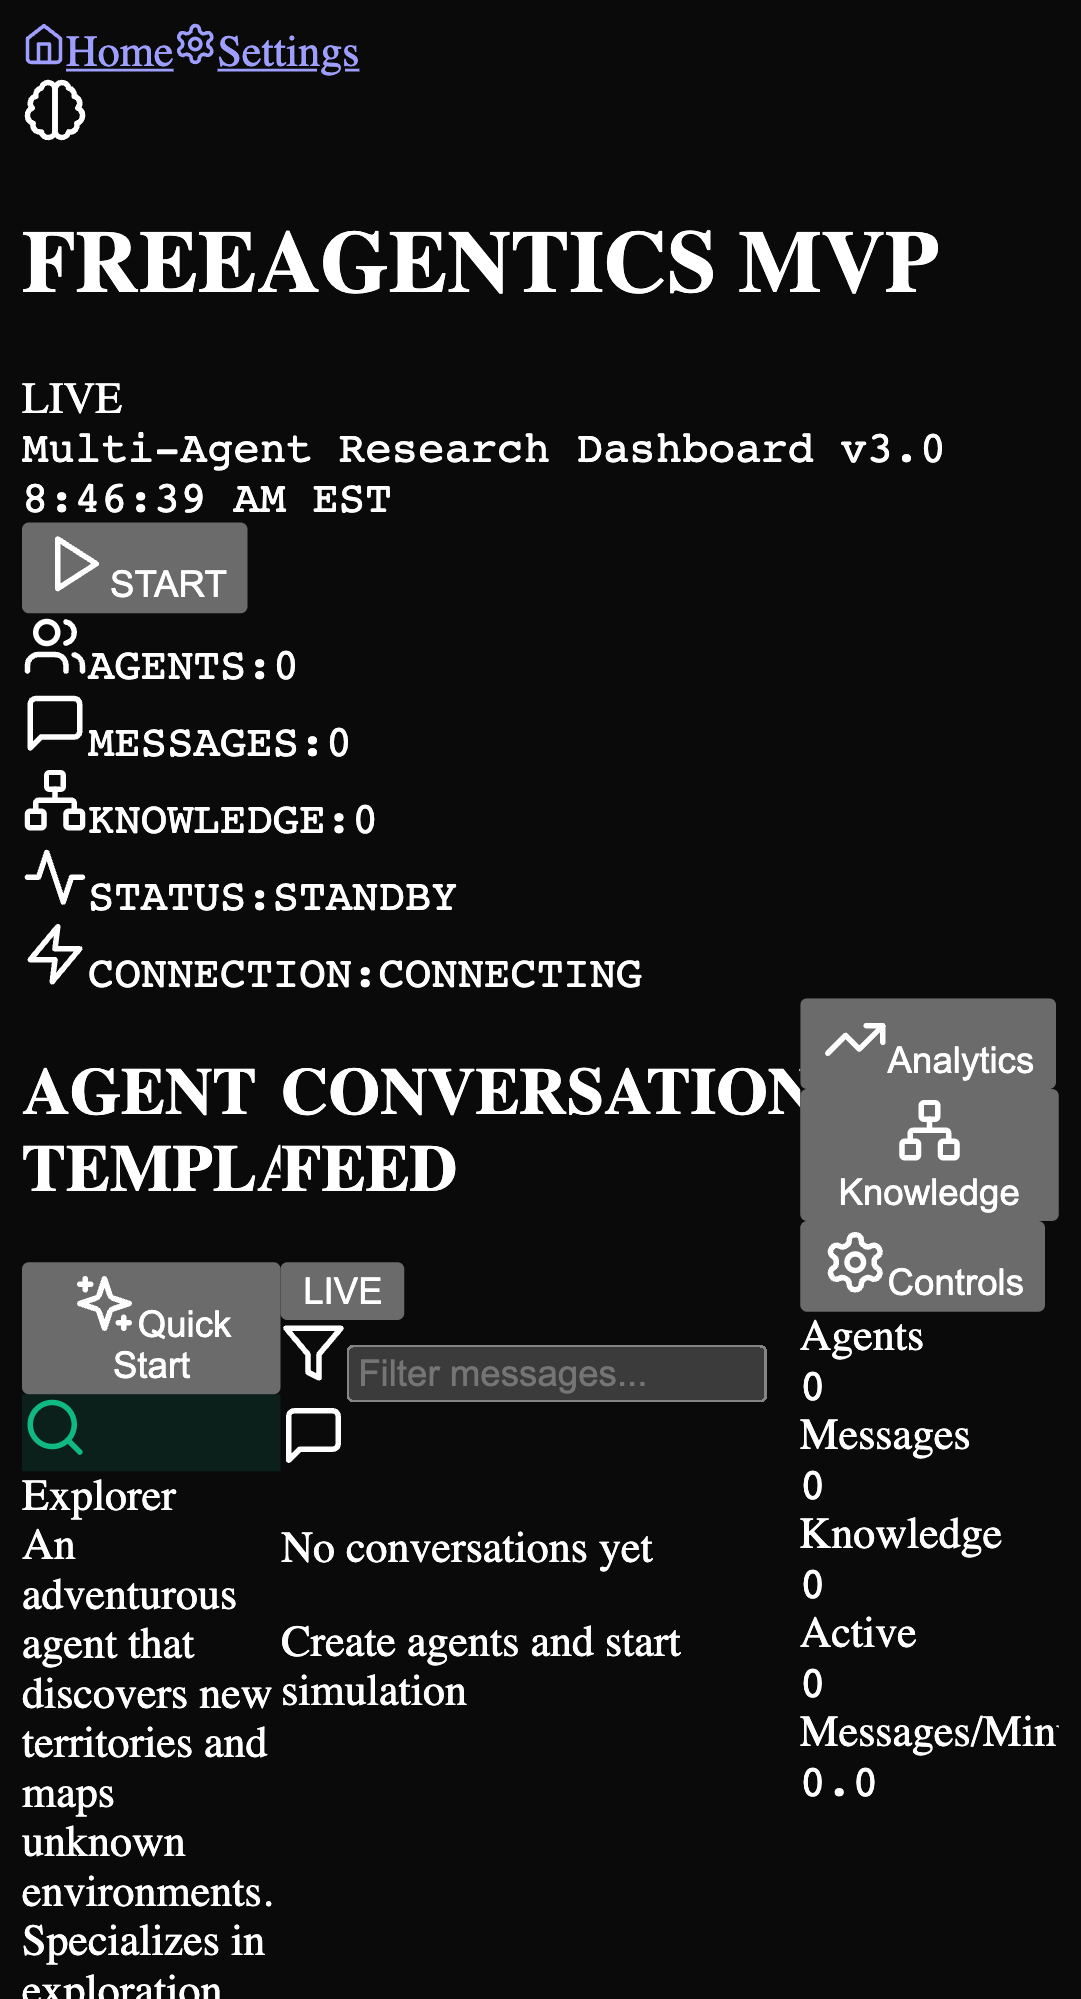 Home Settings
FREEAGENTICS MVP
LIVE
Multi-Agent Research Dashboard v3.0
8:46:39 AM EST
START
AGENTS:0
MESSAGES:0
KNOWLEDGE:0
STATUS:STANDBY
CONNECTION:CONNECTING
AGENT
TEMPLA
Quick
Start
Explorer
An
adventurous
agent that
discovers new
territories and
maps
unknown
environments.
Specializes in
exploration
CONVERSATION
FEED
LIVE
Filter messages...
No conversations yet
Create agents and start
simulation
Analytics
Knowledge
Controls
Agents
0
Messages
0
Knowledge
0
Active
0
Messages/Min
0.0